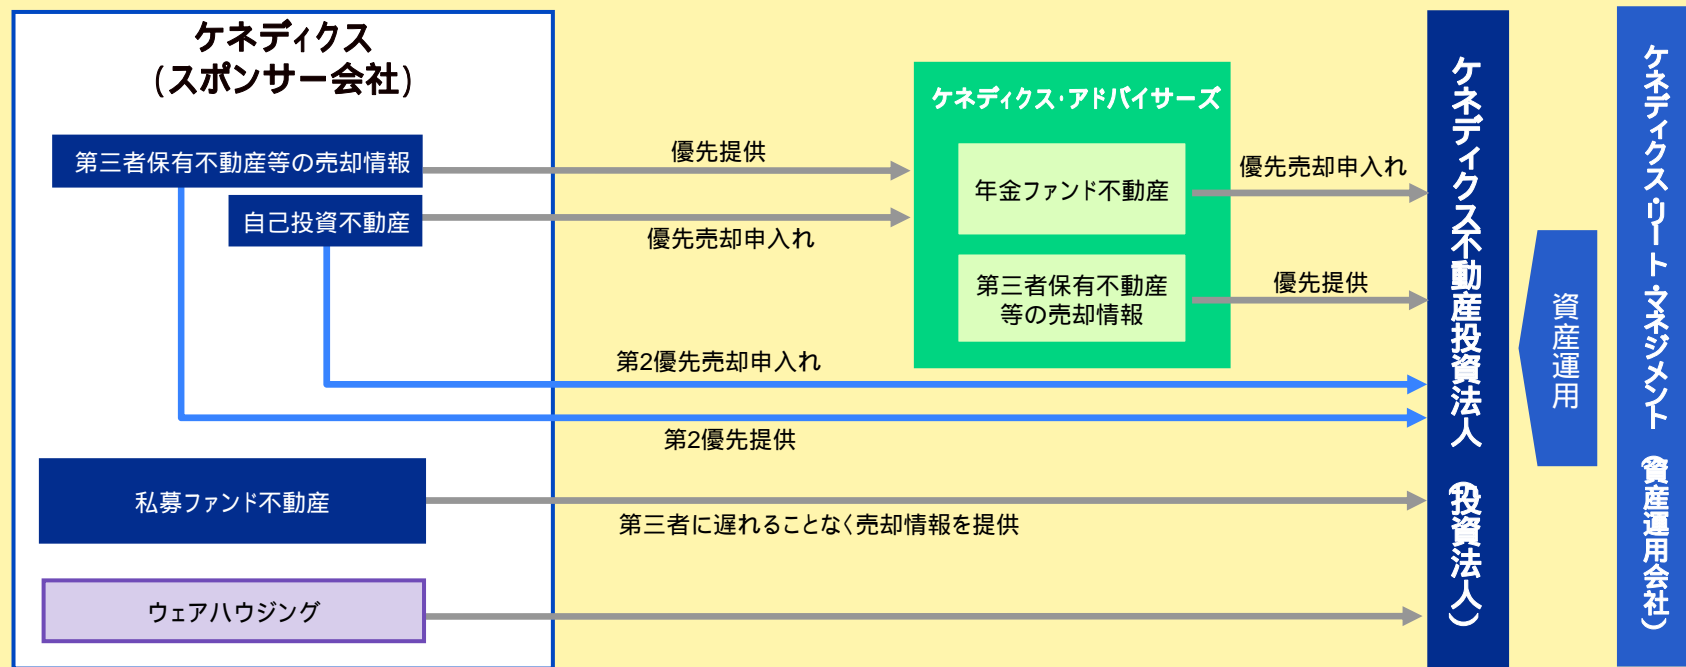 ケネディクス
(スポンサー会社)
第三者保有不動産等の売却情報
自己投資不動産
優先提供
優先売却申入れ
ケネディクス・アドバイサーズ
年金ファンド不動産
第三者保有不動産
等の売却情報
優先売却申入れ
優先提供
第2優先売却申入れ
第2優先提供
私募ファンド不動産
第三者に遅れることなく売却情報を提供
ウェアハウジング
ケネディクス不動産投資法人 (投資法人)
資産運用
ケネディクス・リート・マネジメント (資産運用会社)